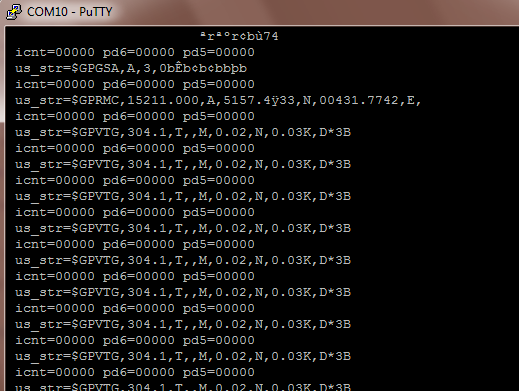 COM10 - PuTTY
ªrªºr¢bù74
icnt=00000 pd6=00000 pd5=00000
us_str=$GPGSA,A,3,0bÊb¢b¢bbþb
icnt=00000 pd6=00000 pd5=00000
us_str=$GPRMC,15211.000,A,5157.4ÿ33,N,00431.7742,E,
icnt=00000 pd6=00000 pd5=00000
us_str=$GPVTG,304.1,T,,M,0.02,N,0.03K,D*3B
icnt=00000 pd6=00000 pd5=00000
us_str=$GPVTG,304.1,T,,M,0.02,N,0.03K,D*3B
icnt=00000 pd6=00000 pd5=00000
us_str=$GPVTG,304.1,T,,M,0.02,N,0.03K,D*3B
icnt=00000 pd6=00000 pd5=00000
us_str=$GPVTG,304.1,T,,M,0.02,N,0.03K,D*3B
icnt=00000 pd6=00000 pd5=00000
us_str=$GPVTG,304.1,T,,M,0.02,N,0.03K,D*3B
icnt=00000 pd6=00000 pd5=00000
us_str=$GPVTG,304.1,T,,M,0.02,N,0.03K,D*3B
icnt=00000 pd6=00000 pd5=00000
us_str=$GPVTG,304.1,T,,M,0.02,N,0.03K,D*3B
icnt=00000 pd6=00000 pd5=00000
us_str=$GPVTG,304.1,T,,M,0.02,N,0.03K,D*3B
icnt=00000 pd6=00000 pd5=00000
us_str=$GPVTG,304.1,T,,M,0.02,N,0.03K,D*3B